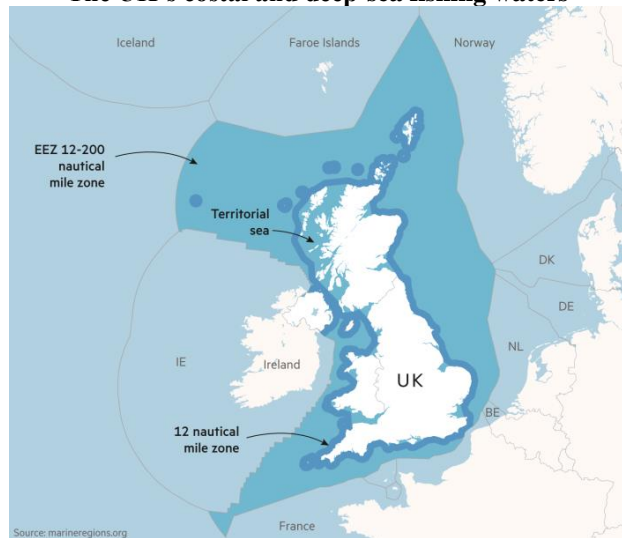 The UK's costal and deep-sea fishing waters
Iceland
Faroe Islands
Norway
EEZ 12-200
nautical
mile zone
Territorial
sea
DK
DE
IE
Ireland
NL
UK
BE
12 nautical
mile zone
France
Source: marineregions.org